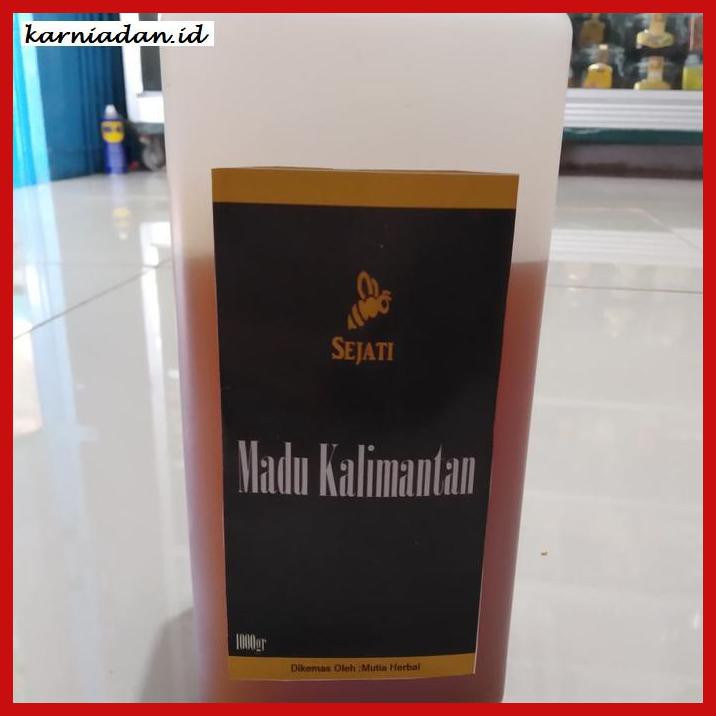 karniadan.id
SEJATI
Madu Kalimantan
1000gr
Dikemas Oleh :Mutia Herbal